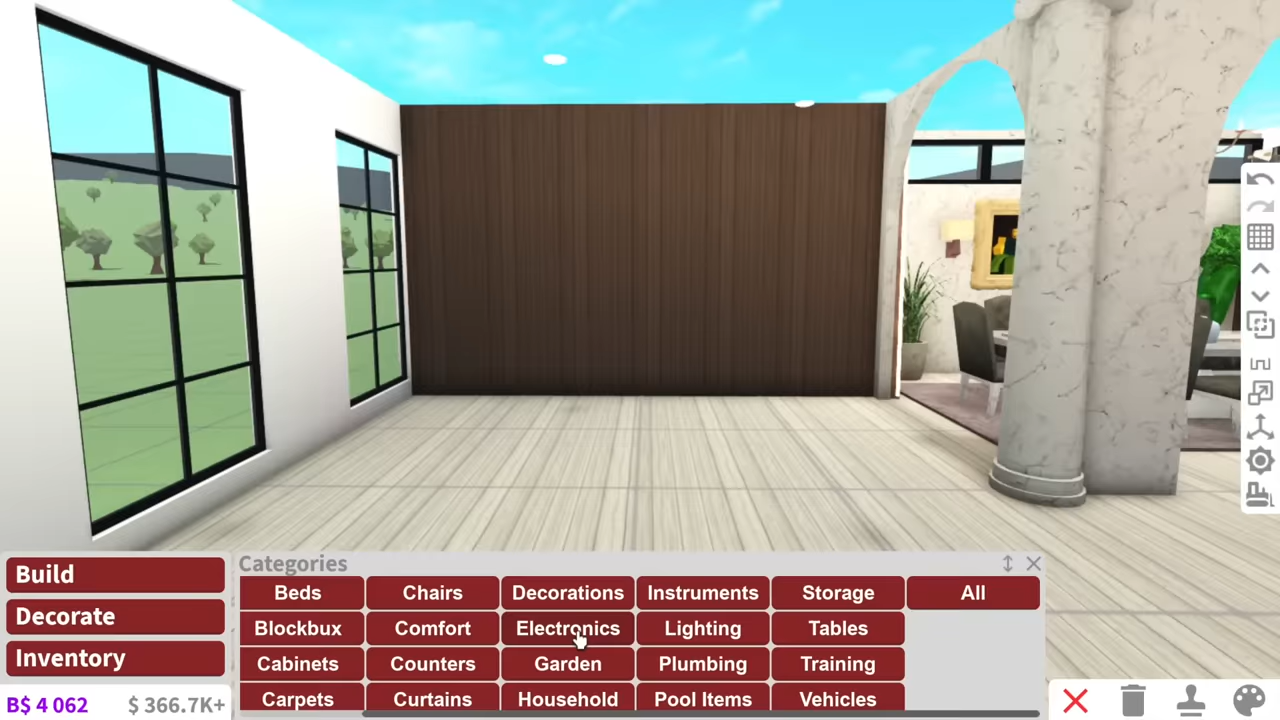 Categories
Build
Decorate
Inventory
B$ 4 062 $ 366.7K+
Beds Chairs Decorations Instruments Storage All
Blockbux Comfort Electronics Lighting Tables
Cabinets Counters Garden Plumbing Training
Carpets Curtains Household Pool Items Vehicles